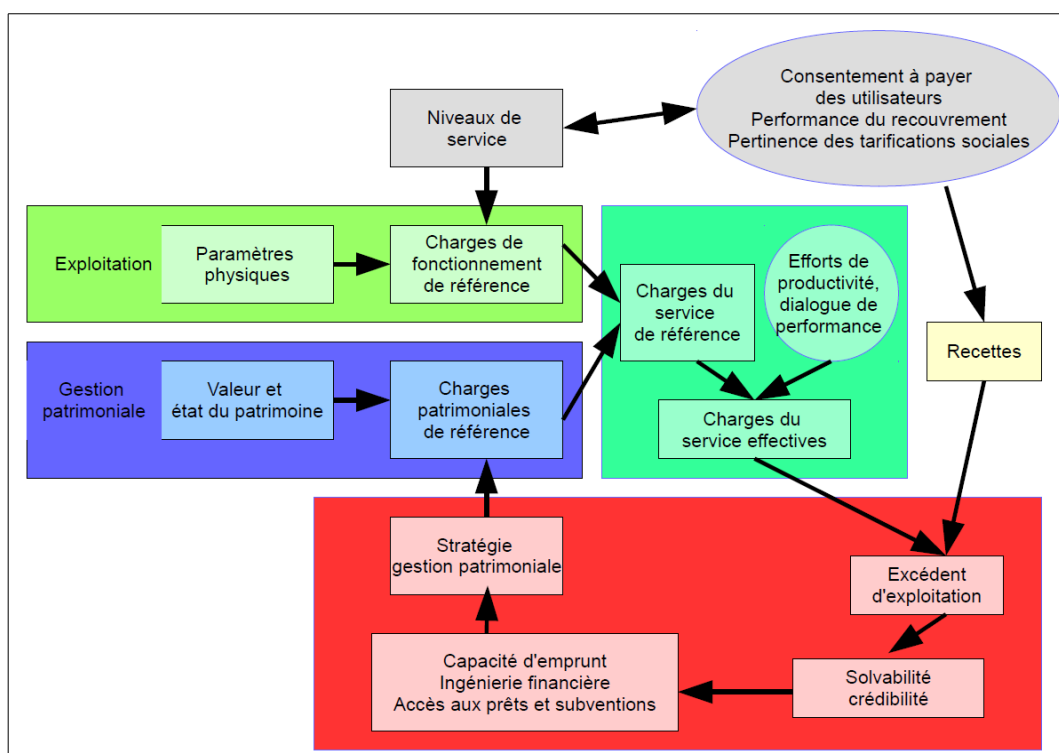 Consentement à payer
des utilisateurs
Performance du recouvrement
Pertinence des tarifications sociales
Niveaux de
service
Exploitation
Paramètres
physiques
Charges de
fonctionnement
de référence
Charges du
service
de référence
Efforts de
productivité,
dialogue de
performance
Recettes
Gestion
patrimoniale
Valeur et
état du patrimoine
Charges
patrimoniales
de référence
Charges du
service effectives
Stratégie
gestion patrimoniale
Excédent
d'exploitation
Capacité d'emprunt
Ingénierie financière
Accès aux prêts et subventions
Solvabilité
crédibilité